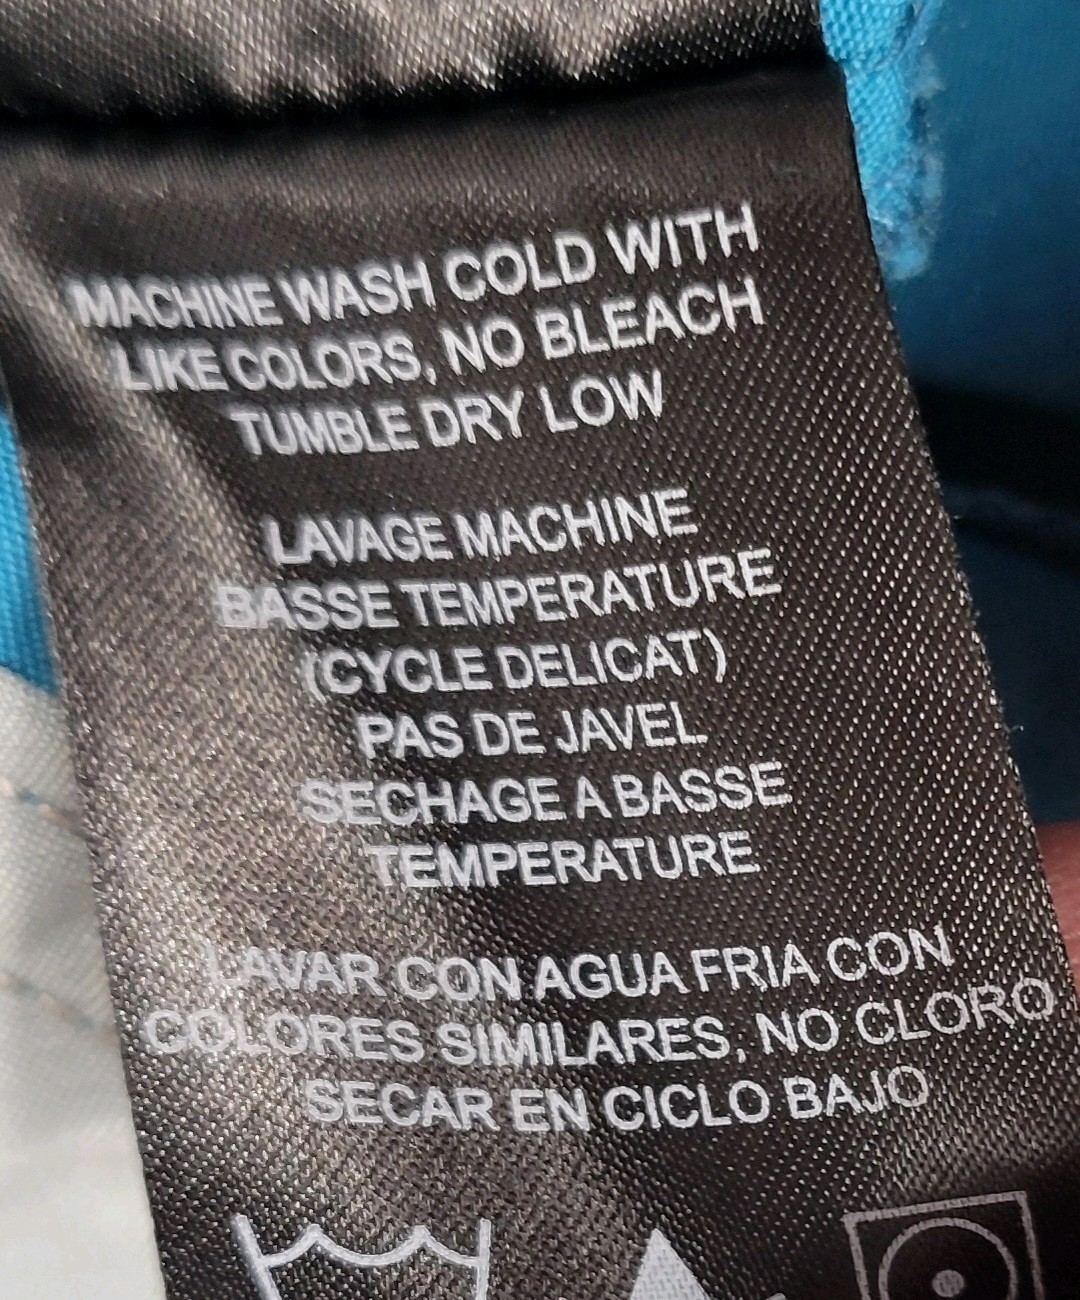 MACHINE WASH COLD WITH
LIKE COLORS, NO BLEACH
TUMBLE DRY LOW
LAVAGE MACHINE
BASSE TEMPERATURE
(CYCLE DELICAT)
PAS DE JAVEL
SECHAGE A BASSE
TEMPERATURE
LAVAR CON AGUA FRIA CON
COLORES SIMILARES, NO CLORO
SECAR EN CICLO BAJO